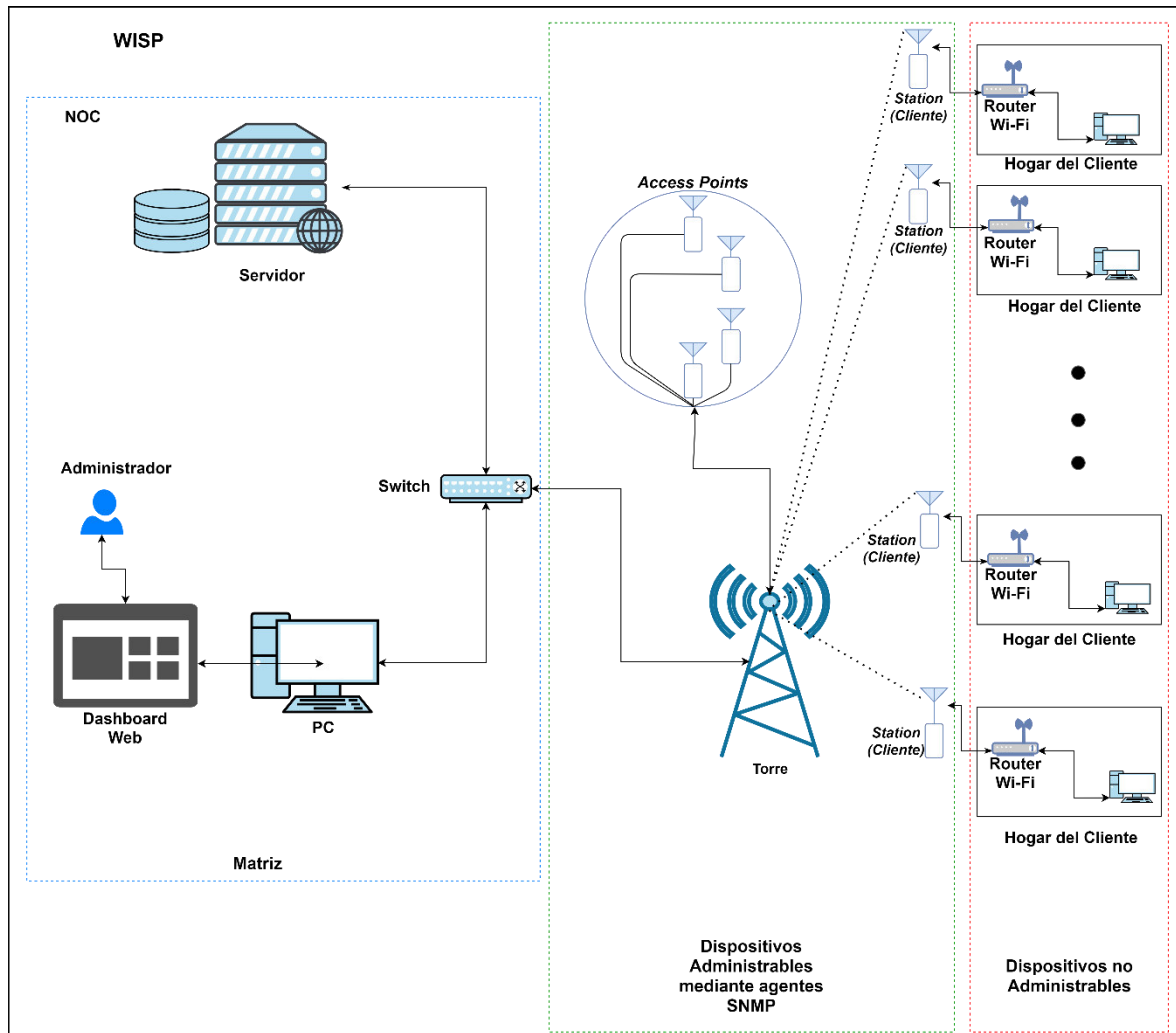 WISP
NOC
Servidor
Administrador
Switch
Dashboard
Web
PC
Matriz
Access Points
Torre
Station
(Cliente)
Station
(Cliente)
Station
(Cliente)
Station
(Cliente)
Dispositivos
Administrables
mediante agentes
SNMP
Router
Wi-Fi
Hogar del Cliente
Router
Wi-Fi
Hogar del Cliente
Router
Wi-Fi
Hogar del Cliente
Router
Wi-Fi
Hogar del Cliente
Dispositivos no
Administrables